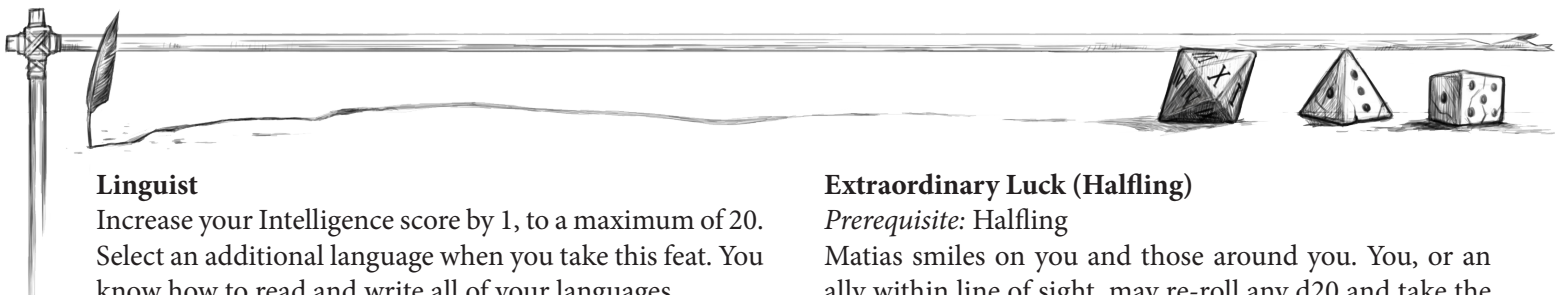 Linguist
Increase your Intelligence score by 1, to a maximum of 20.
Select an additional language when you take this feat. You
know how to read and write all of your languages.
Extraordinary Luck (Halfling)
Prerequisite: Halfling
Matias smiles on you and those around you. You, or an
ally within line of sight, may re-roll any d20 and take the